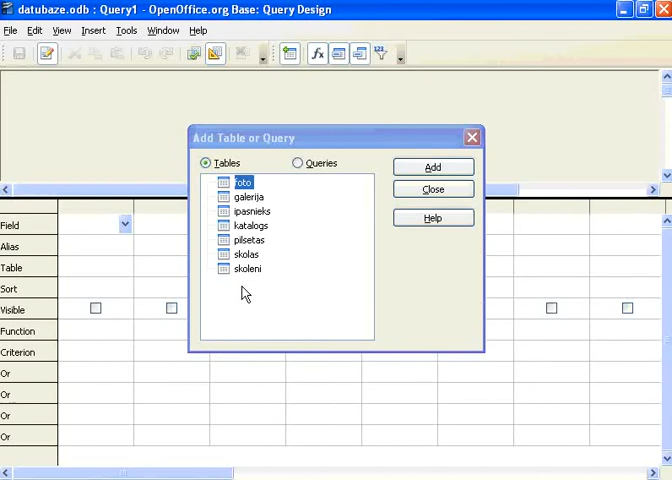 datubaze.odb : Query1 - OpenOffice.org Base: Query Design
File Edit View Insert Tools Window Help
Add Table or Query
Tables Queries
foto
galerija
ipasnieks
katalogs
pilsetas
skolas
skoleni
Add
Close
Help
Field
Alias
Table
Sort
Visible
Function
Criterion
Or
Or
Or
Or